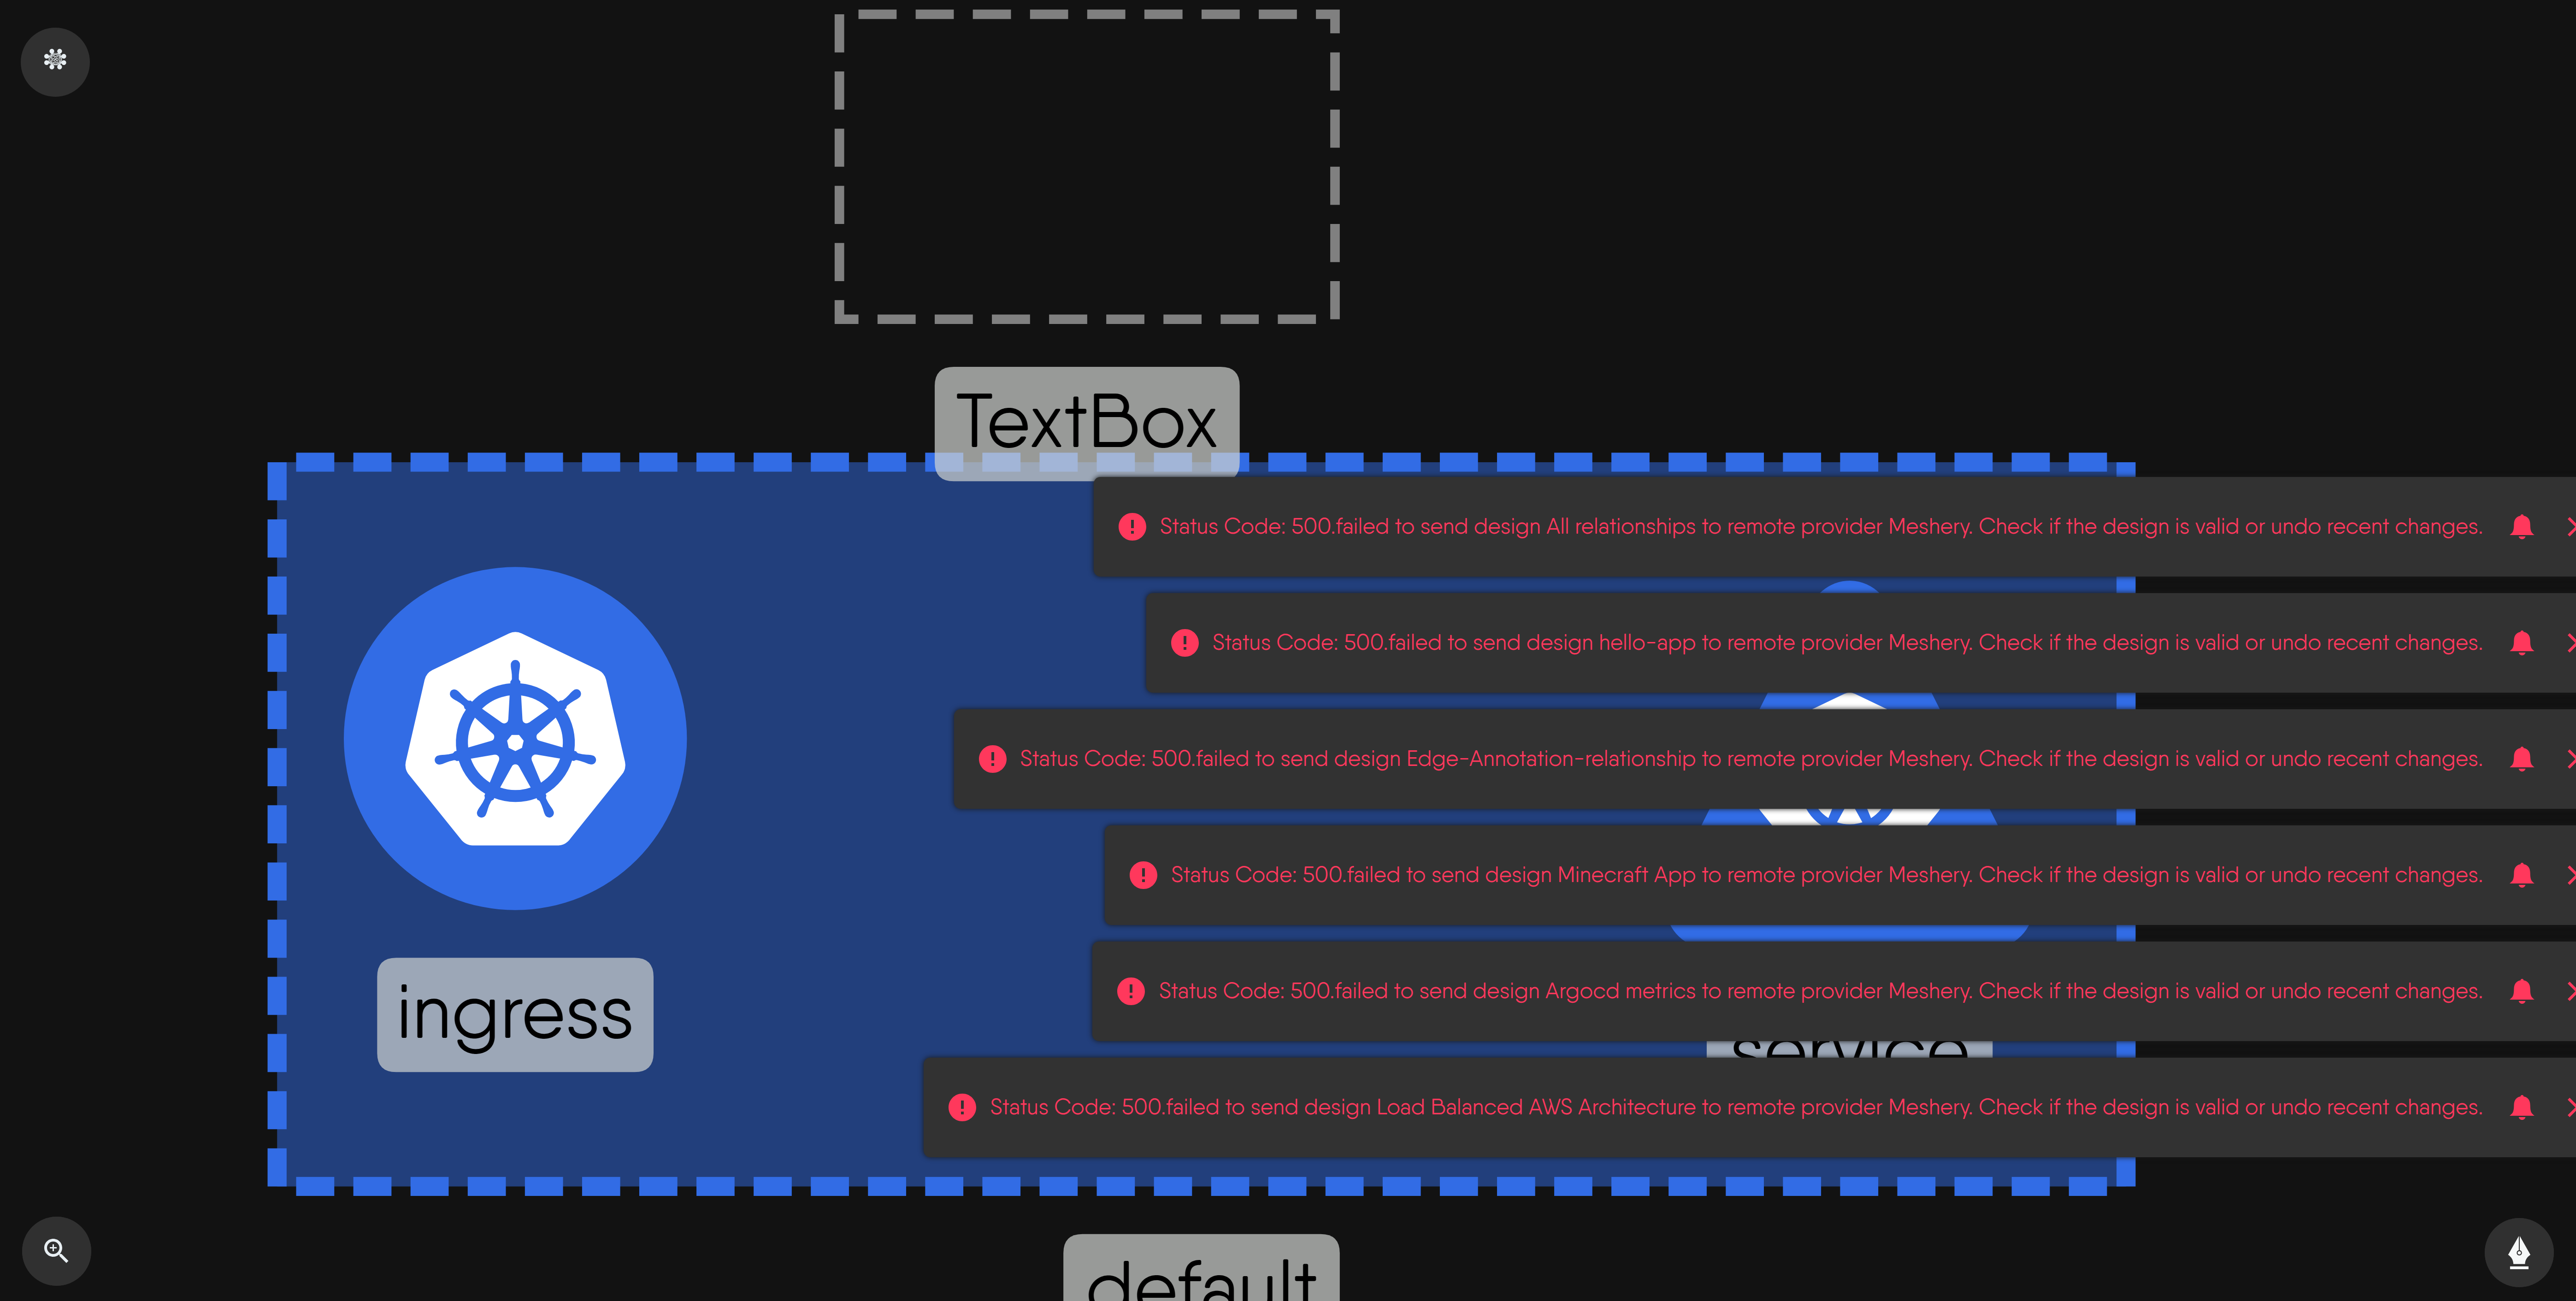 TextBox
Status Code: 500.failed to send design All relationships to remote provider Meshery. Check if the design is valid or undo recent changes.
Status Code: 500.failed to send design hello-app to remote provider Meshery. Check if the design is valid or undo recent changes.
Status Code: 500.failed to send design Edge-Annotation-relationship to remote provider Meshery. Check if the design is valid or undo recent changes.
Status Code: 500.failed to send design Minecraft App to remote provider Meshery. Check if the design is valid or undo recent changes.
Status Code: 500.failed to send design Argocd metrics to remote provider Meshery. Check if the design is valid or undo recent changes.
ingress
service
Status Code: 500.failed to send design Load Balanced AWS Architecture to remote provider Meshery. Check if the design is valid or undo recent changes.
default